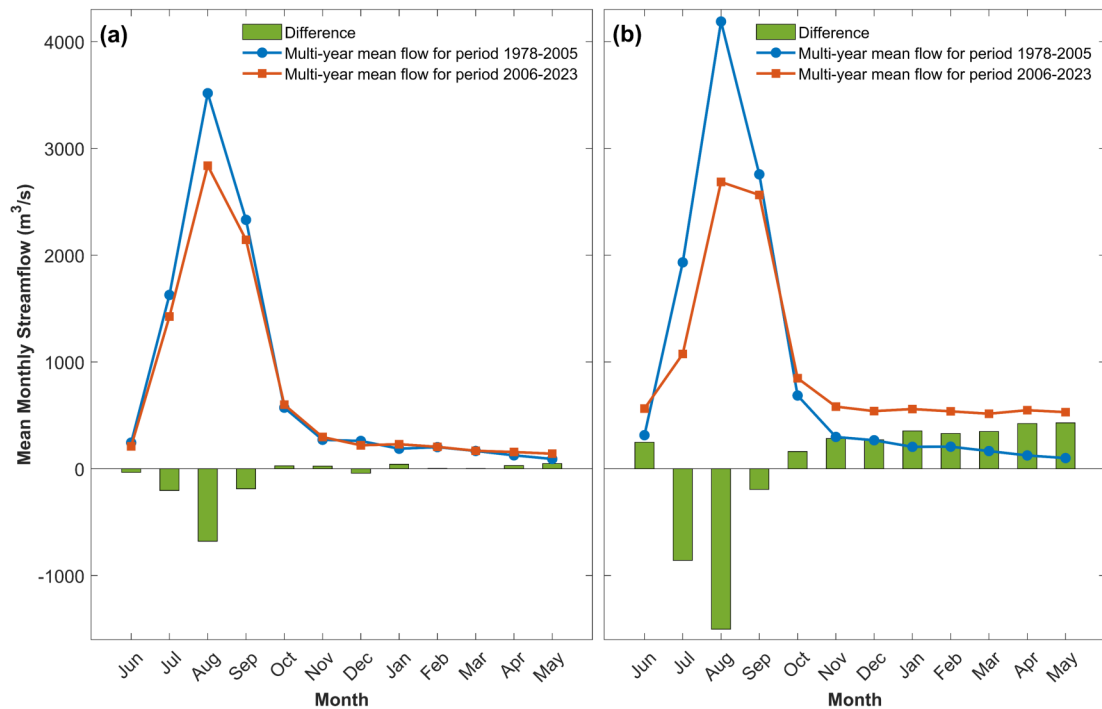 (a)
Difference
Multi-year mean flow for period 1978-2005
Multi-year mean flow for period 2006-2023
(b)
Difference
Multi-year mean flow for period 1978-2005
Multi-year mean flow for period 2006-2023
Mean Monthly Streamflow (m³/s)
4000
3000
2000
1000
0
-1000
Jun Jul Aug Sep Oct Nov Dec Jan Feb Mar Apr May
Month
Jun Jul Aug Sep Oct Nov Dec Jan Feb Mar Apr May
Month